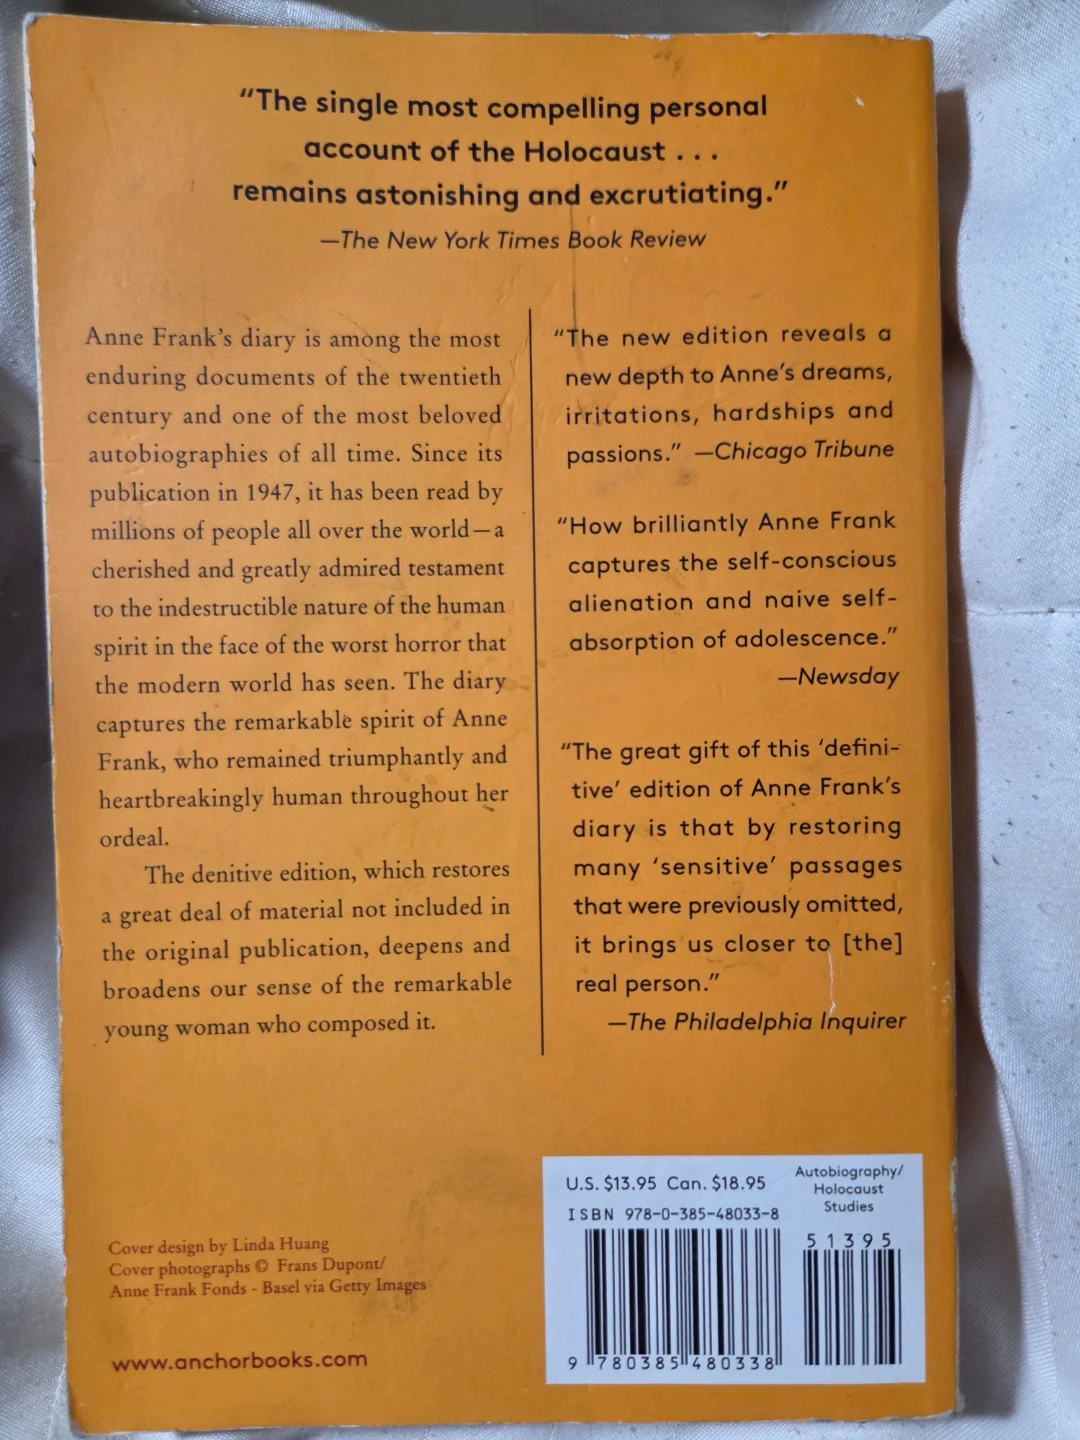 “The single most compelling personal
account of the Holocaust . . .
remains astonishing and excrutiating.”
—The New York Times Book Review
Anne Frank’s diary is among the most
enduring documents of the twentieth
century and one of the most beloved
autobiographies of all time. Since its
publication in 1947, it has been read by
millions of people all over the world—a
cherished and greatly admired testament
to the indestructible nature of the human
spirit in the face of the worst horror that
the modern world has seen. The diary
captures the remarkable spirit of Anne
Frank, who remained triumphantly and
heartbreakingly human throughout her
ordeal.
The denitive edition, which restores
a great deal of material not included in
the original publication, deepens and
broadens our sense of the remarkable
young woman who composed it.
“The new edition reveals a
new depth to Anne’s dreams,
irritations, hardships and
passions.” —Chicago Tribune
“How brilliantly Anne Frank
captures the self-conscious
alienation and naive self-
absorption of adolescence.”
—Newsday
“The great gift of this ‘defini-
tive’ edition of Anne Frank’s
diary is that by restoring
many ‘sensitive’ passages
that were previously omitted,
it brings us closer to [the]
real person.”
—The Philadelphia Inquirer
Cover design by Linda Huang
Cover photographs © Frans Dupont/
Anne Frank Fonds - Basel via Getty Images
www.anchorbooks.com
U.S. $13.95 Can. $18.95
Autobiography/
Holocaust
Studies
ISBN 978-0-385-48033-8
51395
9 780385 480338